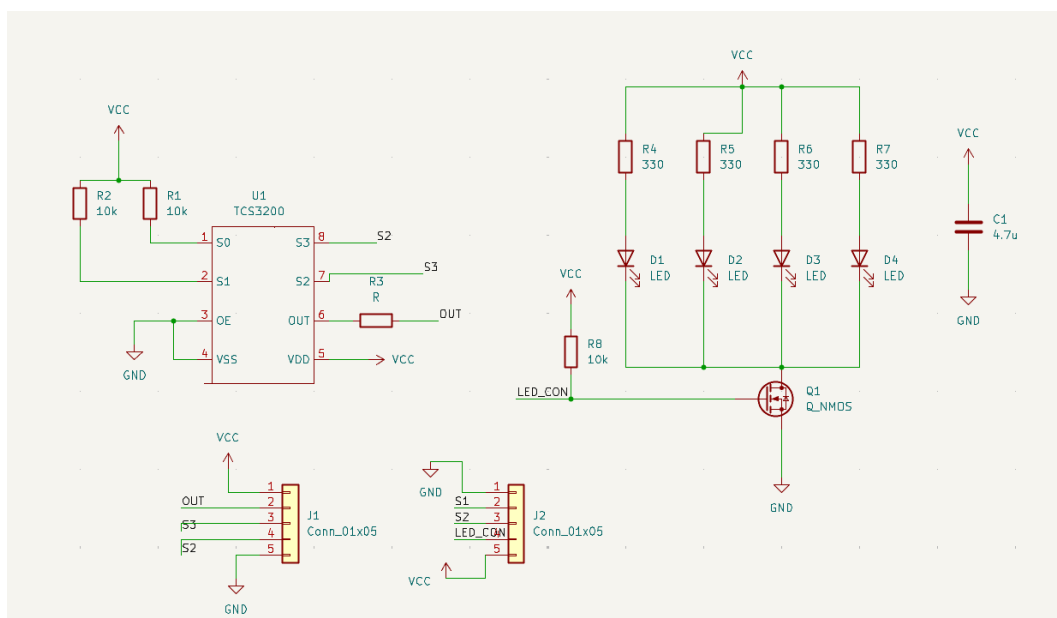 VCC
R2
10k
R1
10k
U1
TCS3200
1
S0
S3
8
S2
2
S1
S2
7
S3
R3
R
3
OE
OUT
6
OUT
4
VSS
VDD
5
VCC
GND
VCC
R4
330
R5
330
R6
330
R7
330
D1
LED
D2
LED
D3
LED
D4
LED
VCC
R8
10k
LED_CON
Q1
Q_NMOS
GND
VCC
C1
4.7u
GND
VCC
1
OUT
2
S3
3
4
S2
5
J1
Conn_01x05
GND
GND
1
S1
2
S2
3
LED_CON
4
5
VCC
J2
Conn_01x05